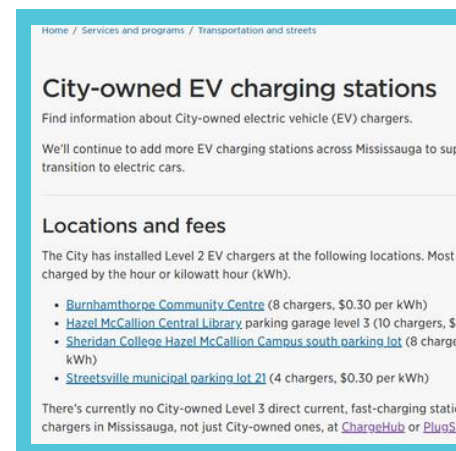 Home / Services and programs / Transportation and streets
City-owned EV charging stations
Find information about City-owned electric vehicle (EV) chargers.
We'll continue to add more EV charging stations across Mississauga to
transition to electric cars.
Locations and fees
The City has installed Level 2 EV chargers at the following locations. Most
charged by the hour or kilowatt hour (kWh).
• Burnhamthorpe Community Centre (8 chargers, $0.30 per kWh)
• Hazel McCallion Central Library parking garage level 3 (10 chargers, $
• Sheridan College Hazel McCallion Campus south parking lot (8
kWh)
• Streetsville municipal parking lot 21 (4 chargers, $0.30 per kWh)
There's currently no City-owned Level 3 direct current, fast-charging
chargers in Mississauga, not just City-owned ones, at ChargeHub or